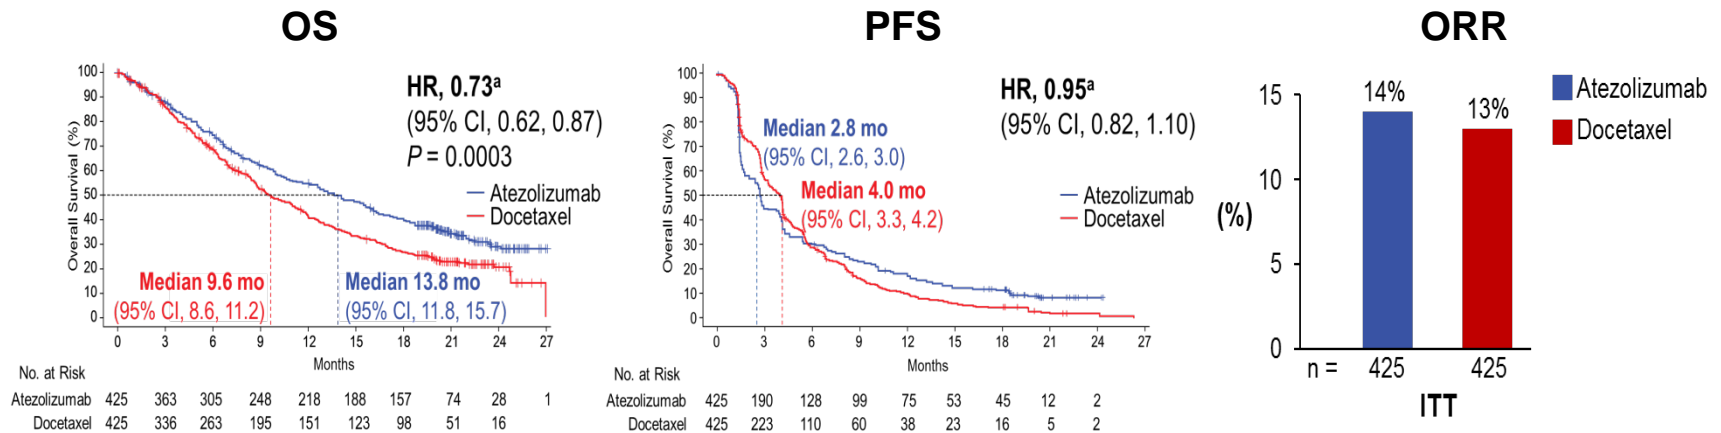 OS
100
90
80
70
60
50
40
30
20
10
0
Overall Survival (%)
HR, 0.73ᵃ
(95% CI, 0.62, 0.87)
P = 0.0003
Atezolizumab
Docetaxel
Median 9.6 mo
(95% CI, 8.6, 11.2)
Median 13.8 mo
(95% CI, 11.8, 15.7)
0 3 6 9 12 15 18 21 24 27
Months
No. at Risk
Atezolizumab 425 363 305 248 218 188 157 74 28 1
Docetaxel 425 336 263 195 151 123 98 51 16
PFS
100
90
80
70
60
50
40
30
20
10
0
Overall Survival (%)
HR, 0.95ᵃ
(95% CI, 0.82, 1.10)
Median 2.8 mo
(95% CI, 2.6, 3.0)
Median 4.0 mo
(95% CI, 3.3, 4.2)
Atezolizumab
Docetaxel
0 3 6 9 12 15 18 21 24 27
Months
No. at Risk
Atezolizumab 425 190 128 99 75 53 45 12 2
Docetaxel 425 223 110 60 38 23 16 5 2
ORR
15
10
5
0
(%)
14%
13%
Atezolizumab
Docetaxel
n = 425 425
ITT